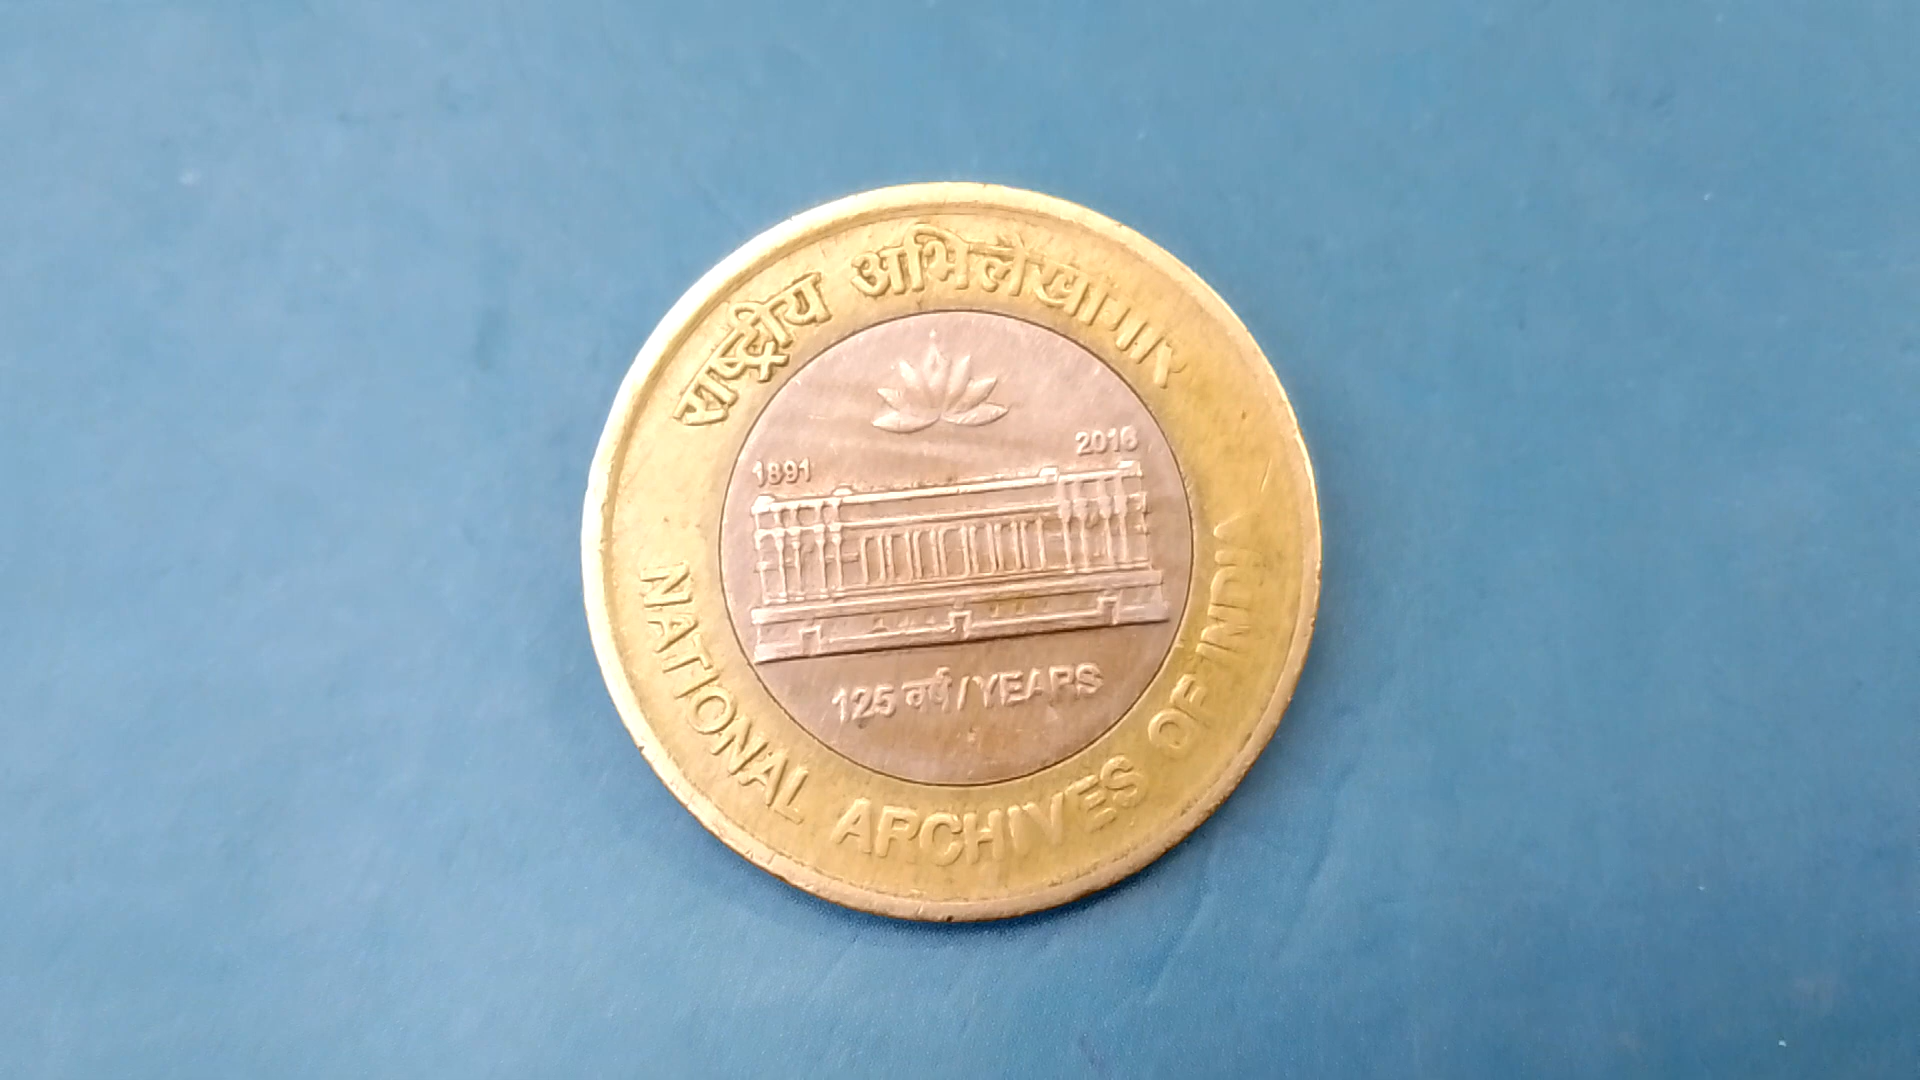 राष्ट्रीय अभिलेखागार
1891
2016
125 वर्ष / YEARS
NATIONAL ARCHIVES OF INDIA